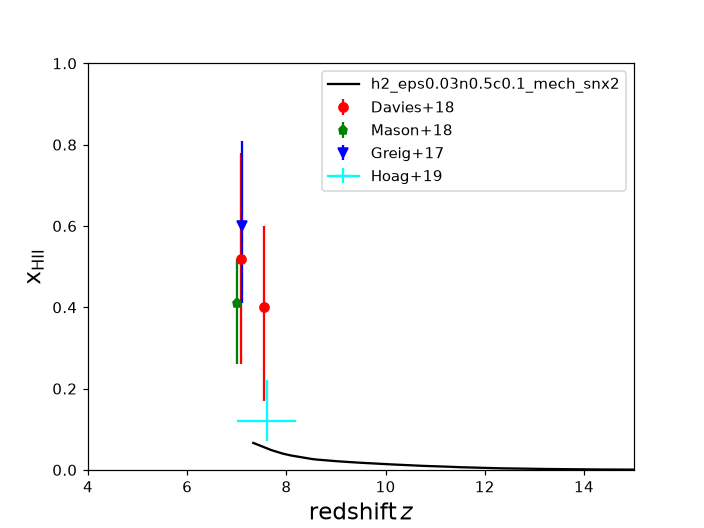 1.0
0.8
0.6
0.4
0.2
0.0
xHII
h2_eps0.03n0.5c0.1_mech_snx2
Davies+18
Mason+18
Greig+17
Hoag+19
4 6 8 10 12 14
redshift z